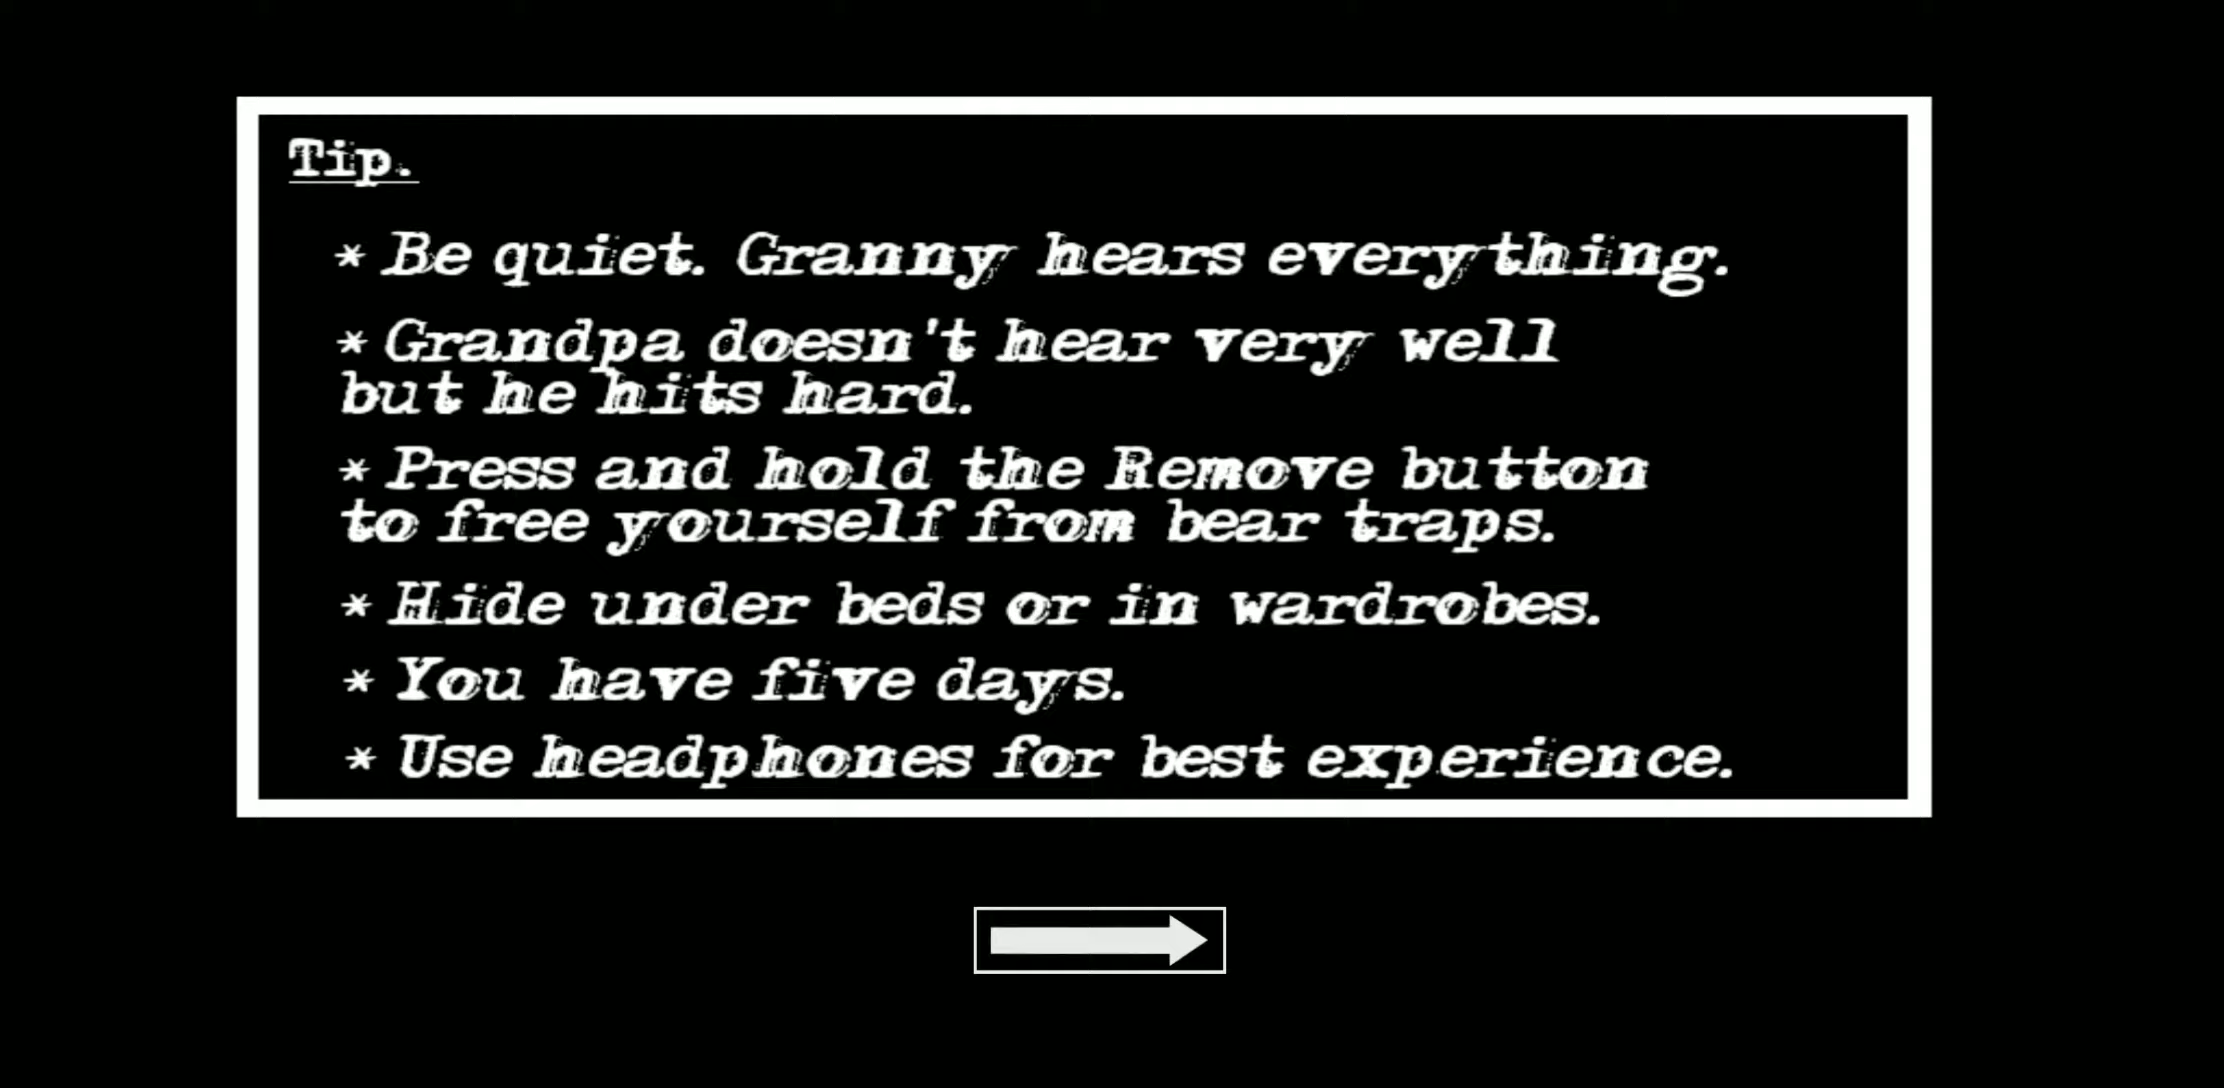 Tip.
* Be quiet. Granny hears everything.
* Grandpa doesn't hear very well
but he hits hard.
* Press and hold the Remove button
to free yourself from bear traps.
* Hide under beds or in wardrobes.
* You have five days.
* Use headphones for best experience.